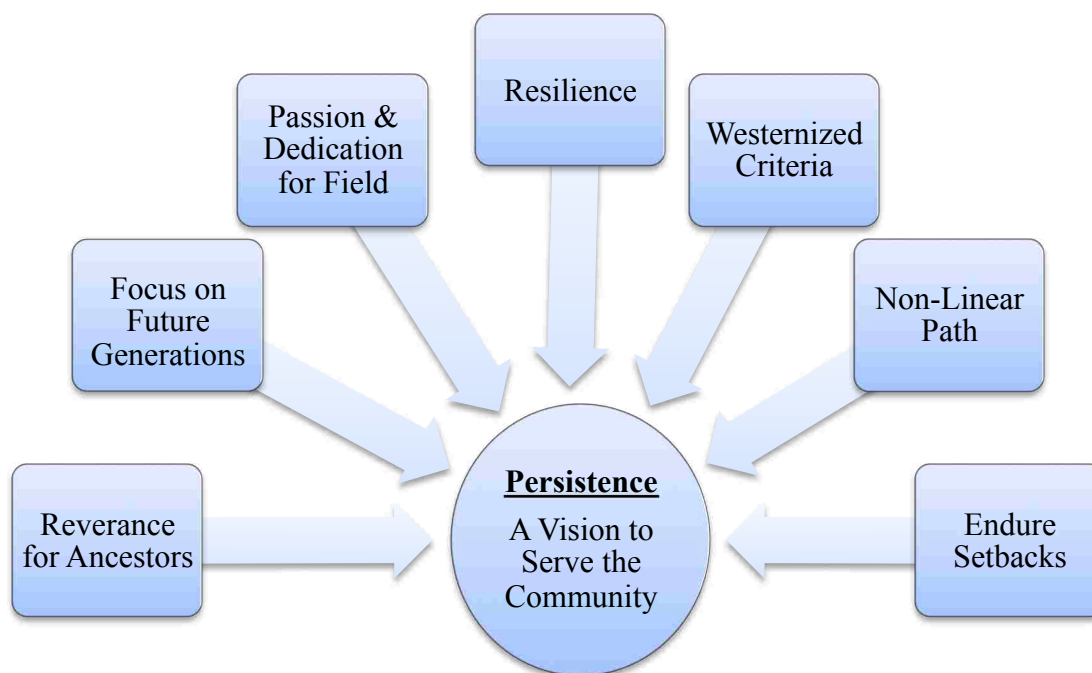 Resilience
Passion &
Dedication
for Field
Westernized
Criteria
Focus on
Future
Generations
Non-Linear
Path
Reverance
for Ancestors
Persistence
A Vision to
Serve the
Community
Endure
Setbacks